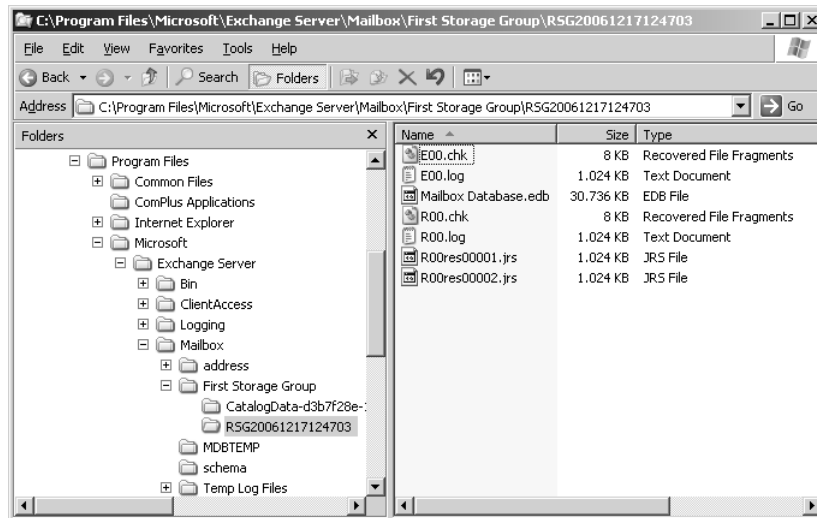 C:\Program Files\Microsoft\Exchange Server\Mailbox\First Storage Group\RSG20061217124703
File Edit View Favorites Tools Help
Back Search Folders
Address C:\Program Files\Microsoft\Exchange Server\Mailbox\First Storage Group\RSG20061217124703 Go
Folders x
Program Files
Common Files
ComPlus Applications
Internet Explorer
Microsoft
Exchange Server
Bin
ClientAccess
Logging
Mailbox
address
First Storage Group
CatalogData-d3b7f28e-
RSG20061217124703
MDBTEMP
schema
Temp Log Files
Name Size Type
E00.chk 8 KB Recovered File Fragments
E00.log 1.024 KB Text Document
Mailbox Database.edb 30.736 KB EDB File
R00.chk 8 KB Recovered File Fragments
R00.log 1.024 KB Text Document
R00res00001.jrs 1.024 KB JRS File
R00res00002.jrs 1.024 KB JRS File